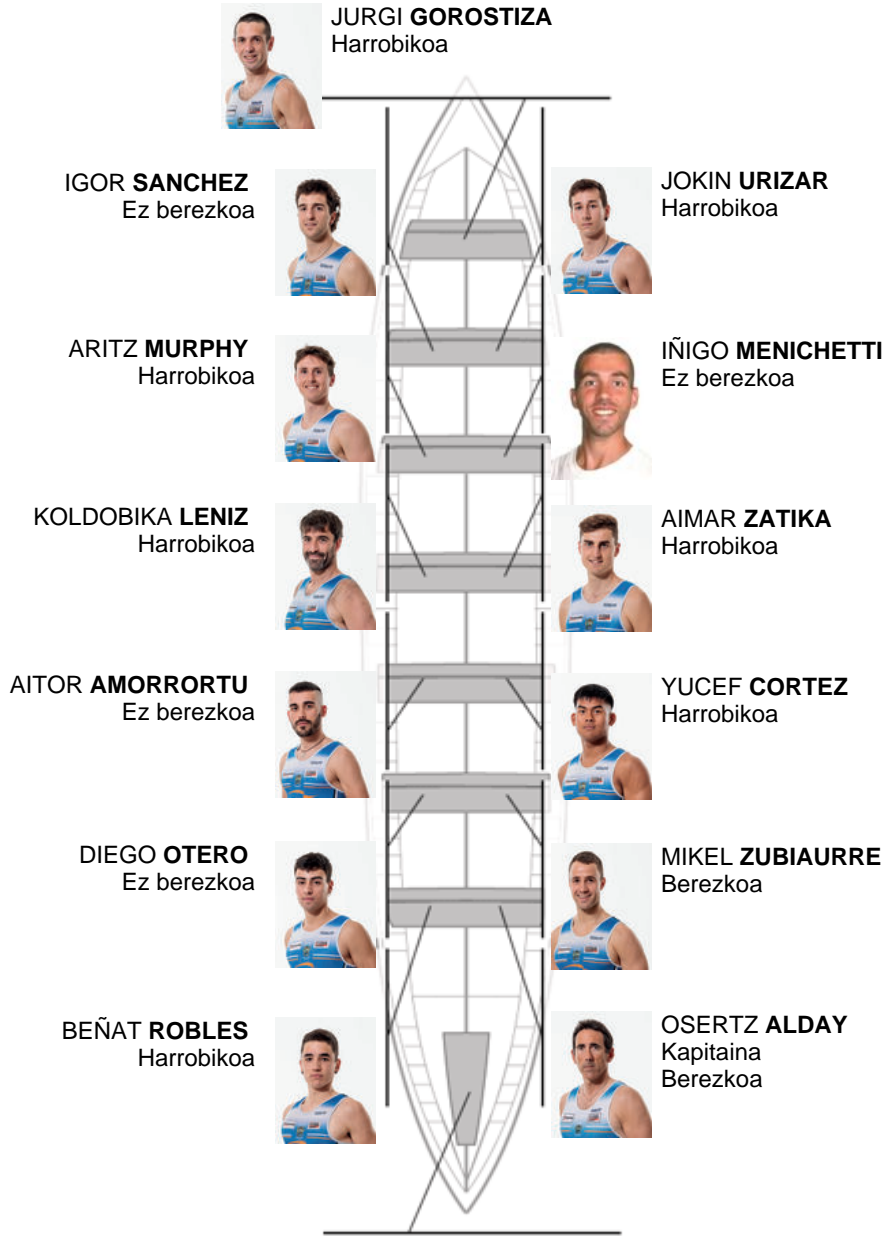 JURGI GOROSTIZA
Harrobikoa
IGOR SANCHEZ
Ez berezkoa
JOKIN URIZAR
Harrobikoa
ARITZ MURPHY
Harrobikoa
IÑIGO MENICHETTI
Ez berezkoa
KOLDOBIKA LENIZ
Harrobikoa
AIMAR ZATIKA
Harrobikoa
AITOR AMORRORTU
Ez berezkoa
YUCEF CORTEZ
Harrobikoa
DIEGO OTERO
Ez berezkoa
MIKEL ZUBIAURRE
Berezkoa
BEÑAT ROBLES
Harrobikoa
OSERTZ ALDAY
Kapitaina
Berezkoa